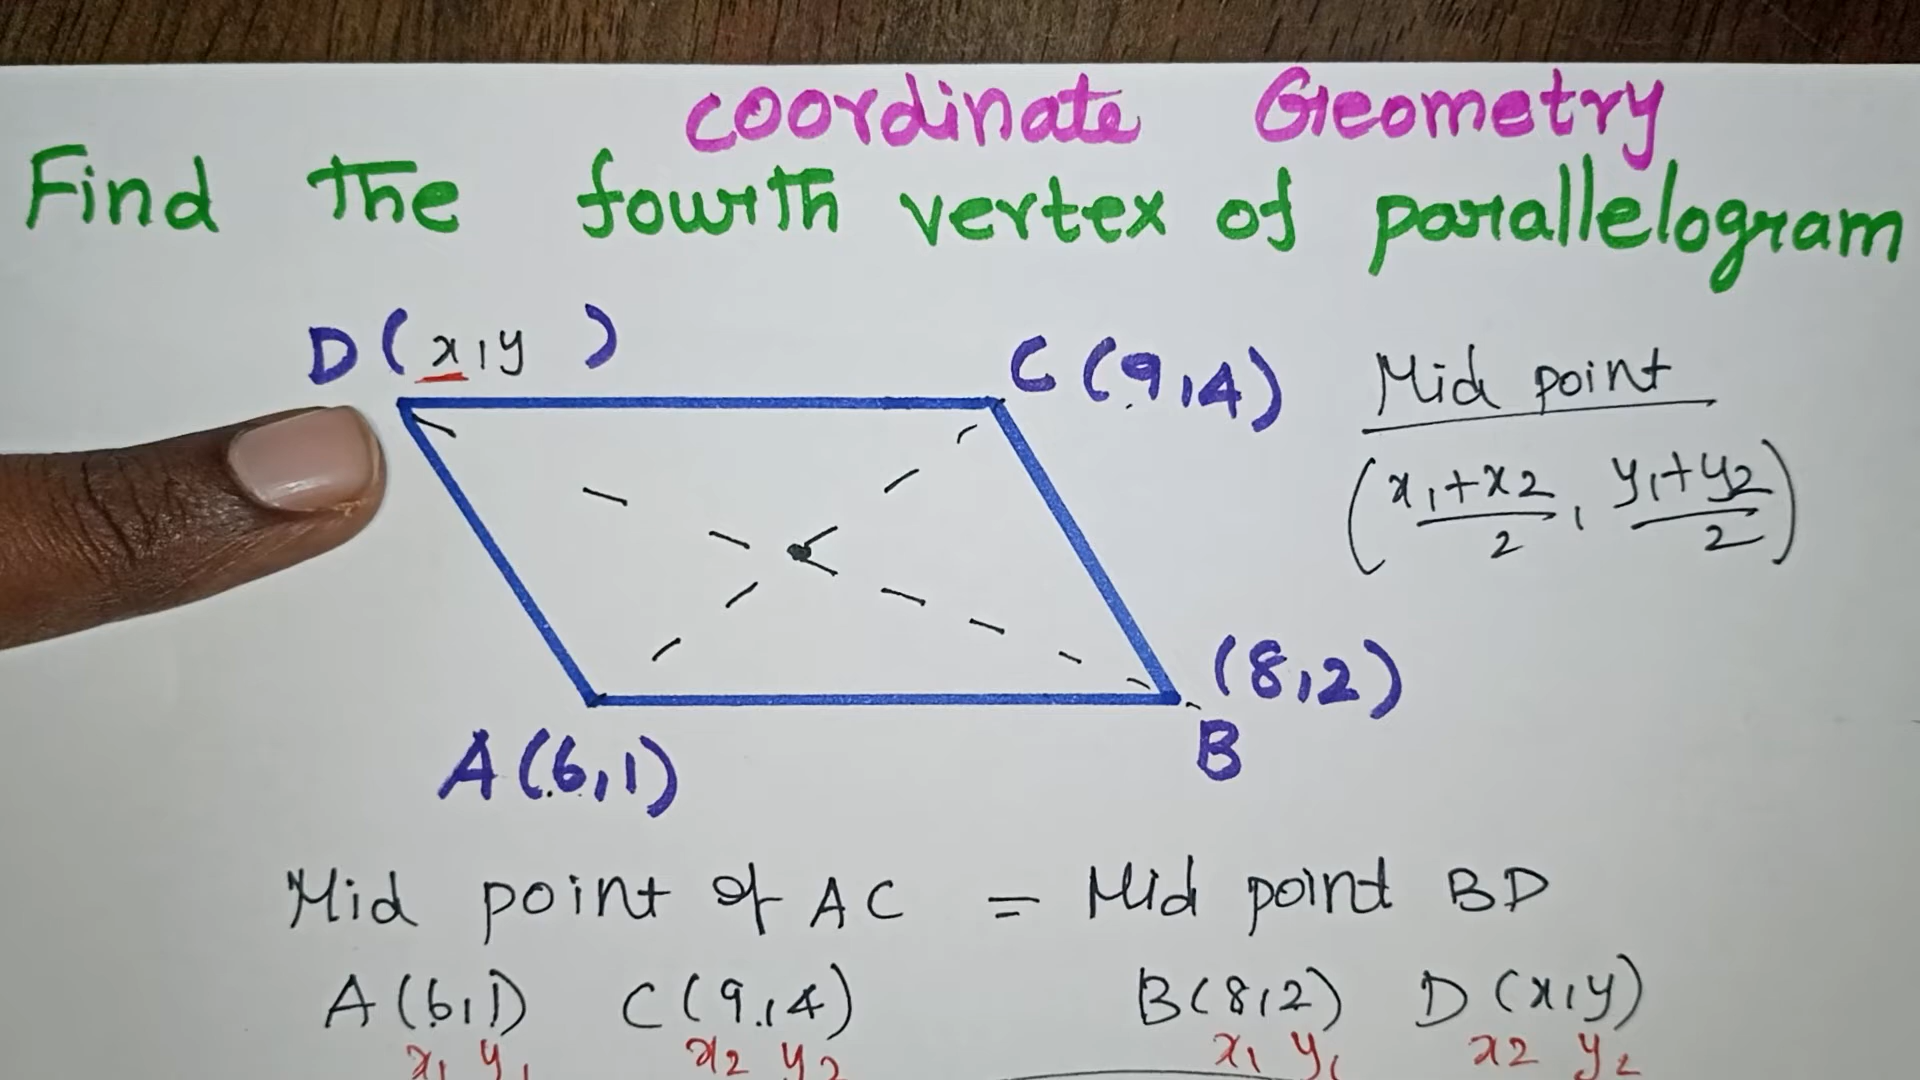 coordinate Geometry
Find the fourth vertex of parallelogram
D(x,y )
C(9,4)
Mid point
(x1+x2/2, y1+y2/2)
(8,2)
B
A(6,1)
Mid point of AC = Mid point BD
A(6,1) C(9,4) B(8,2) D(x,y)
x1 y1 x2 y2 x1 y1 x2 y2